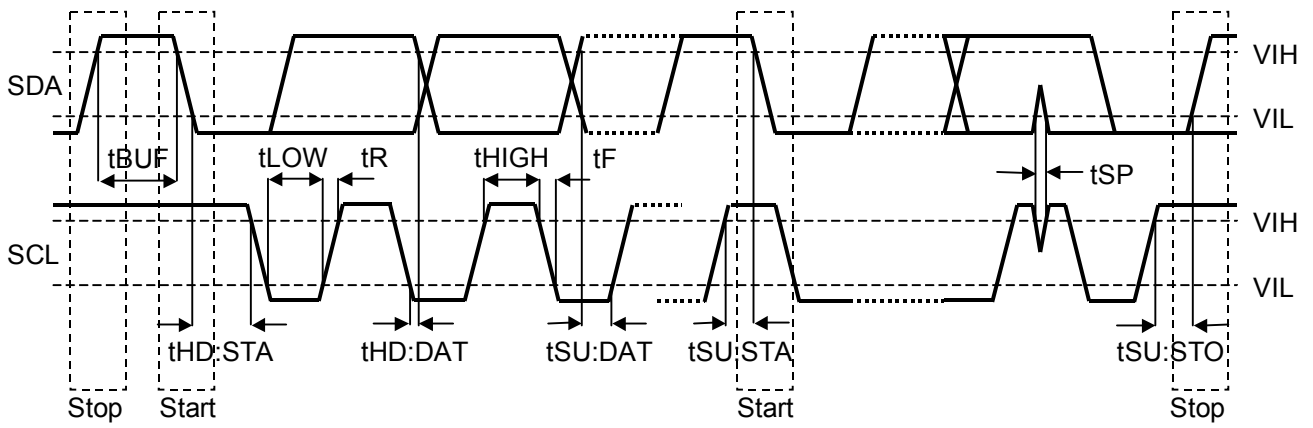 VIH
SDA
VIL
tBUF tLOW tR tHIGH tF
tSP
VIH
SCL
VIL
tHD:STA tHD:DAT tSU:DAT tSU:STA tSU:STO
Stop Start Start Stop